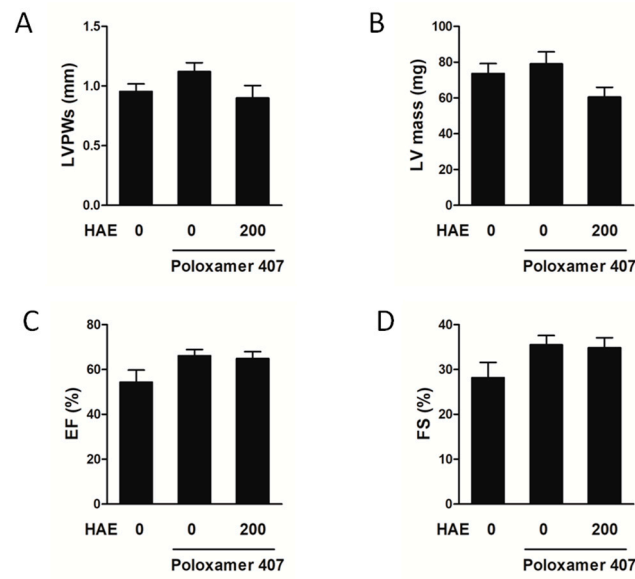 A
LVPWs (mm)
1.5
1.0
0.5
0.0
HAE 0 0 200
Poloxamer 407
B
LV mass (mg)
100
80
60
40
20
0
HAE 0 0 200
Poloxamer 407
C
EF (%)
80
60
40
20
0
HAE 0 0 200
Poloxamer 407
D
FS (%)
40
30
20
10
0
HAE 0 0 200
Poloxamer 407